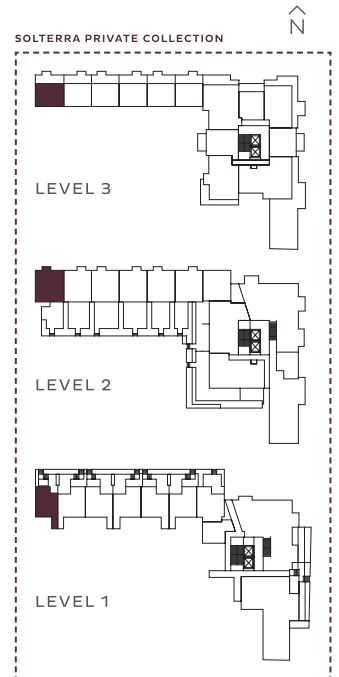 N
SOLTERRA PRIVATE COLLECTION
LEVEL 3
LEVEL 2
LEVEL 1